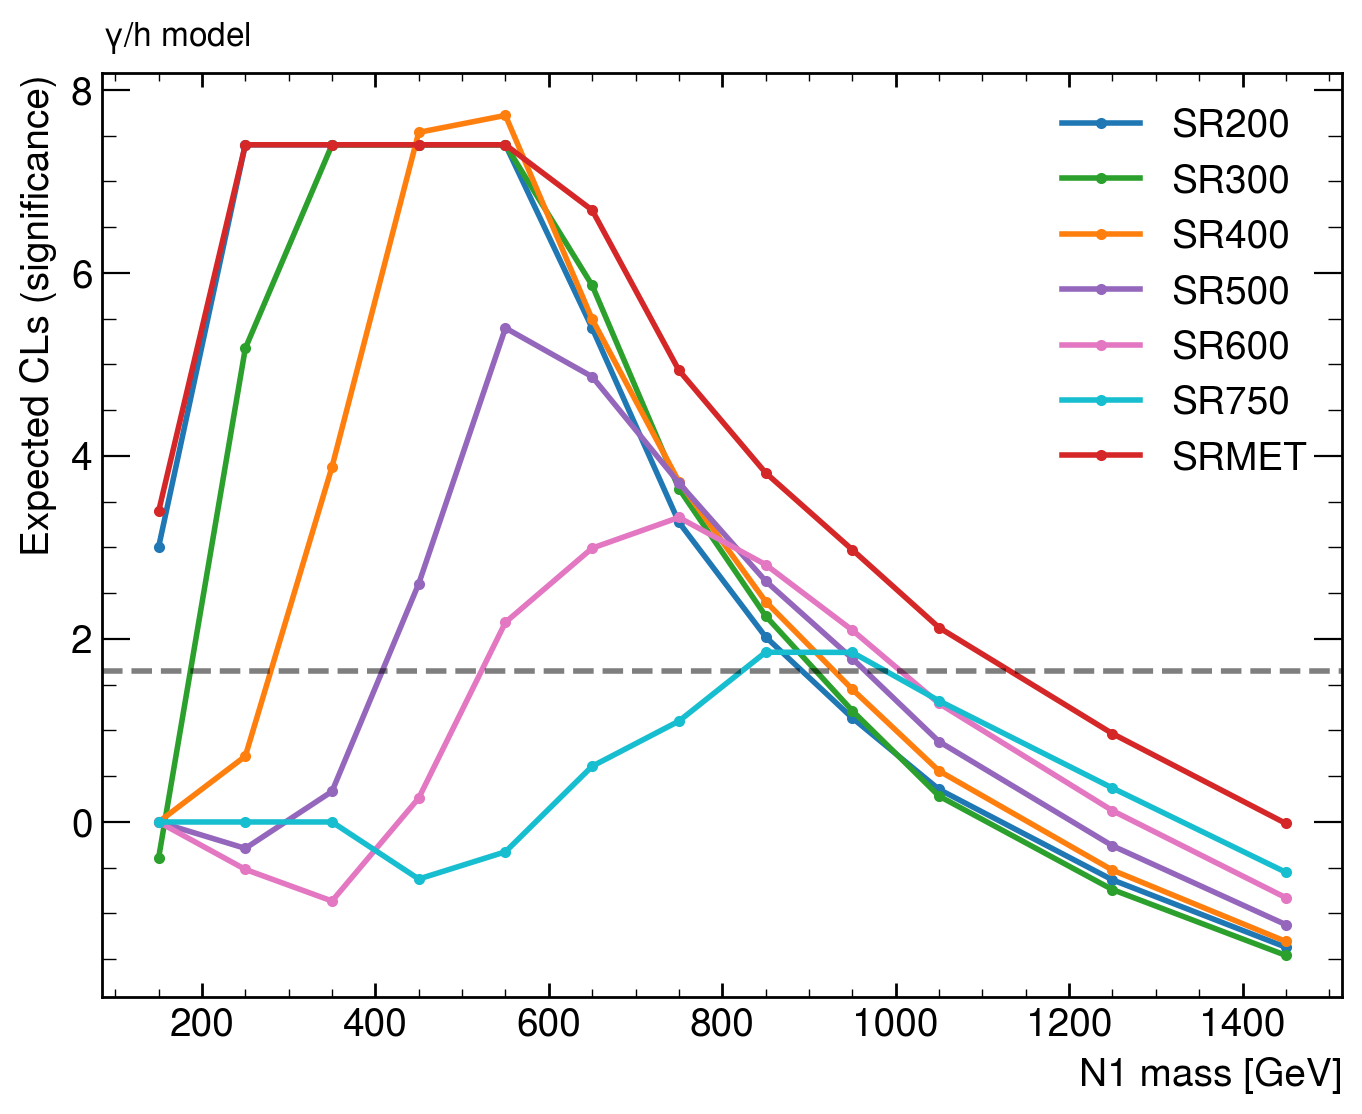 γ/h model
Expected CLs (significance)
8
6
4
2
0
SR200
SR300
SR400
SR500
SR600
SR750
SRMET
200 400 600 800 1000 1200 1400
N1 mass [GeV]